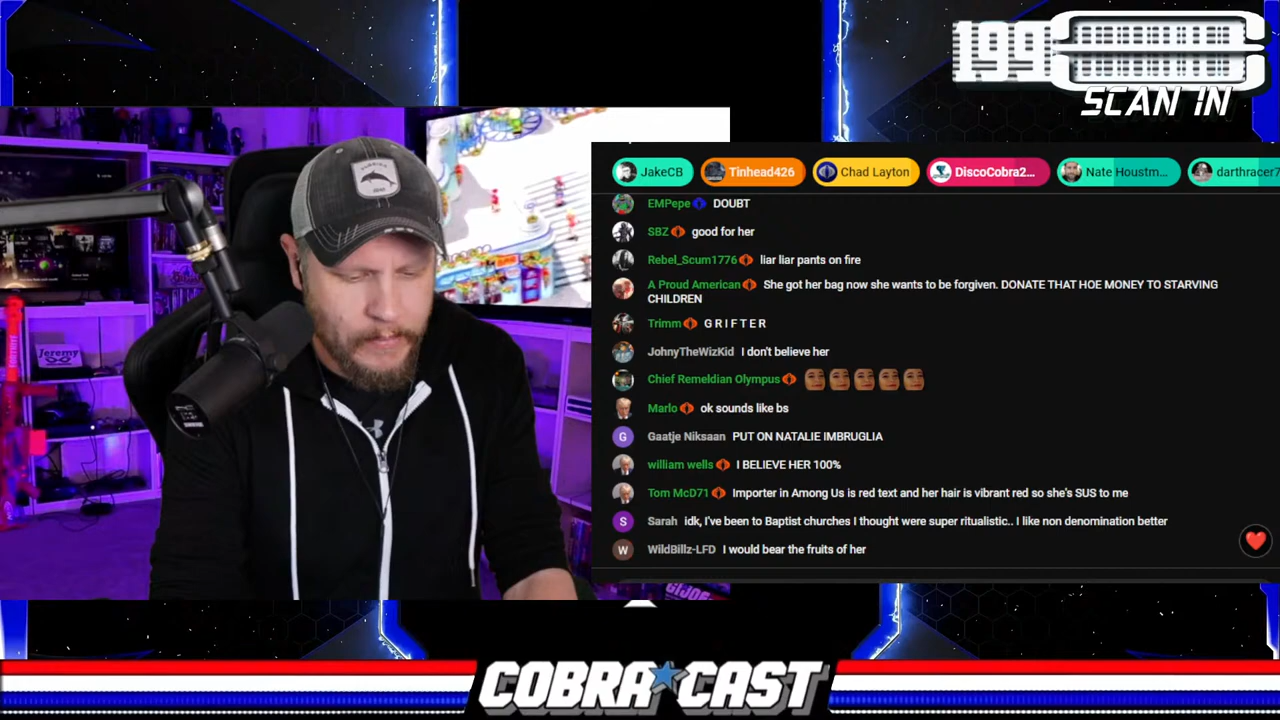 199
SCAN IN
JakeCB
Tinhead426
Chad Layton
DiscoCobra2...
Nate Houstm...
darthracer7
EMPepe DOUBT
SBZ good for her
Rebel_Scum1776 liar liar pants on fire
A Proud American She got her bag now she wants to be forgiven. DONATE THAT HOE MONEY TO STARVING
CHILDREN
Trimm G R I F T E R
JohnyTheWizKid I don't believe her
Chief Remeldian Olympus
Marlo ok sounds like bs
G Gaatje Niksaan PUT ON NATALIE IMBRUGLIA
william wells I BELIEVE HER 100%
Tom McD71 Importer in Among Us is red text and her hair is vibrant red so she's SUS to me
S Sarah idk, I've been to Baptist churches I thought were super ritualistic.. I like non denomination better
W WildBillz-LFD I would bear the fruits of her
Jeremy
SHURE
GI JOE
COBRA CAST